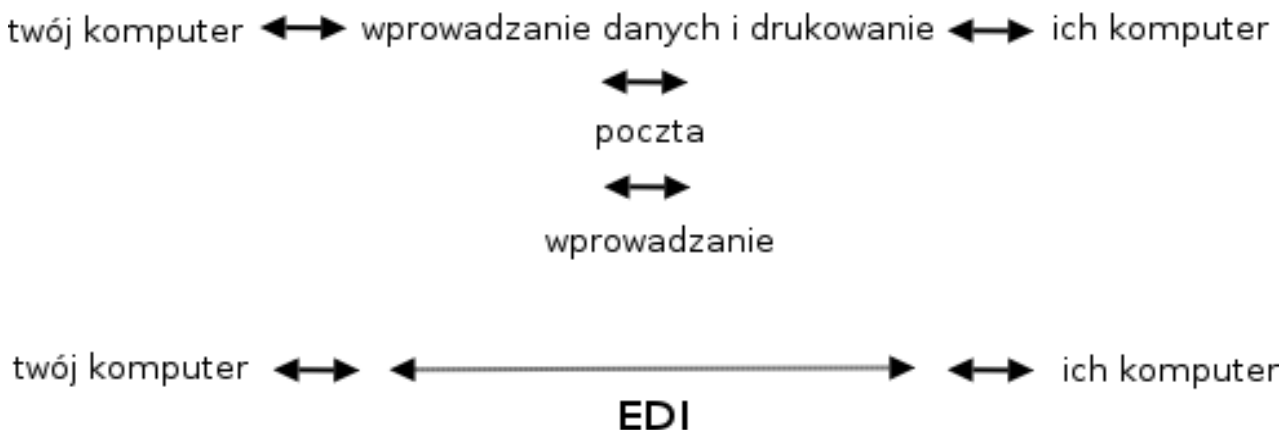 twój komputer wprowadzanie danych i drukowanie ich komputer
poczta
wprowadzanie
twój komputer ich komputer
EDI